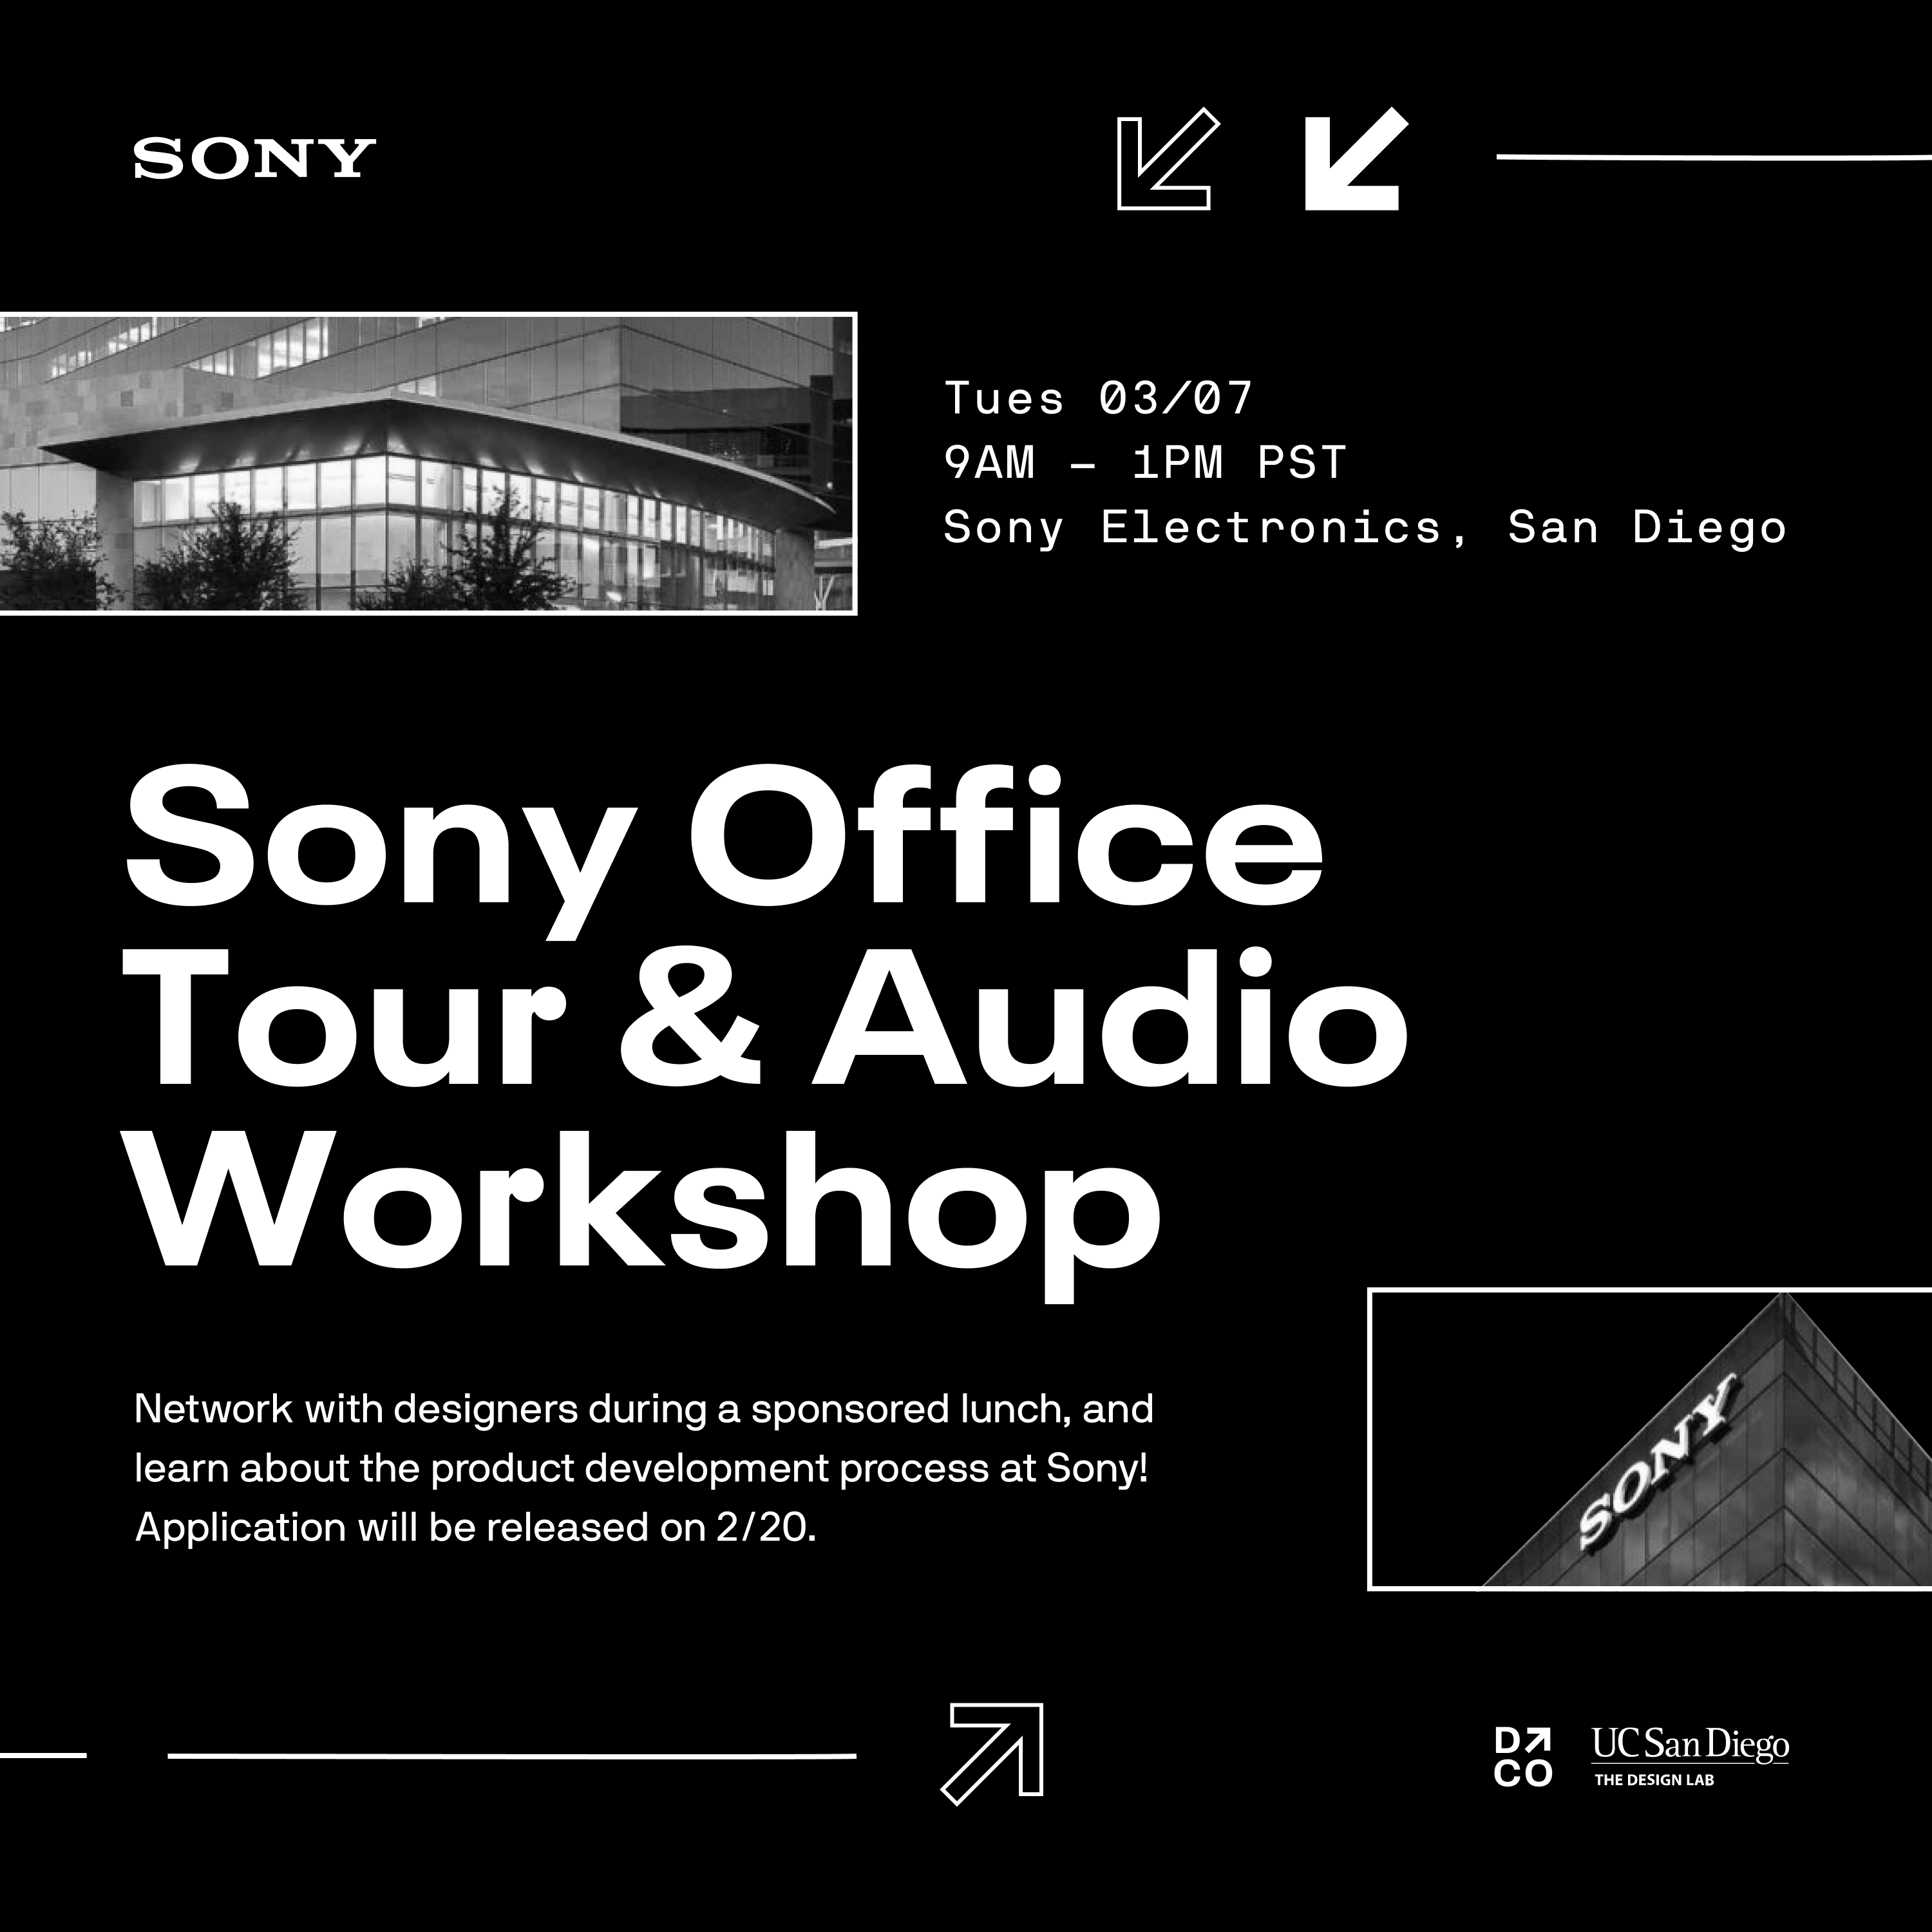 SONY
Tues 03/07
9AM – 1PM PST
Sony Electronics, San Diego
Sony Office
Tour & Audio
Workshop
Network with designers during a sponsored lunch, and
learn about the product development process at Sony!
Application will be released on 2/20.
SONY
D
CO
UC San Diego
THE DESIGN LAB